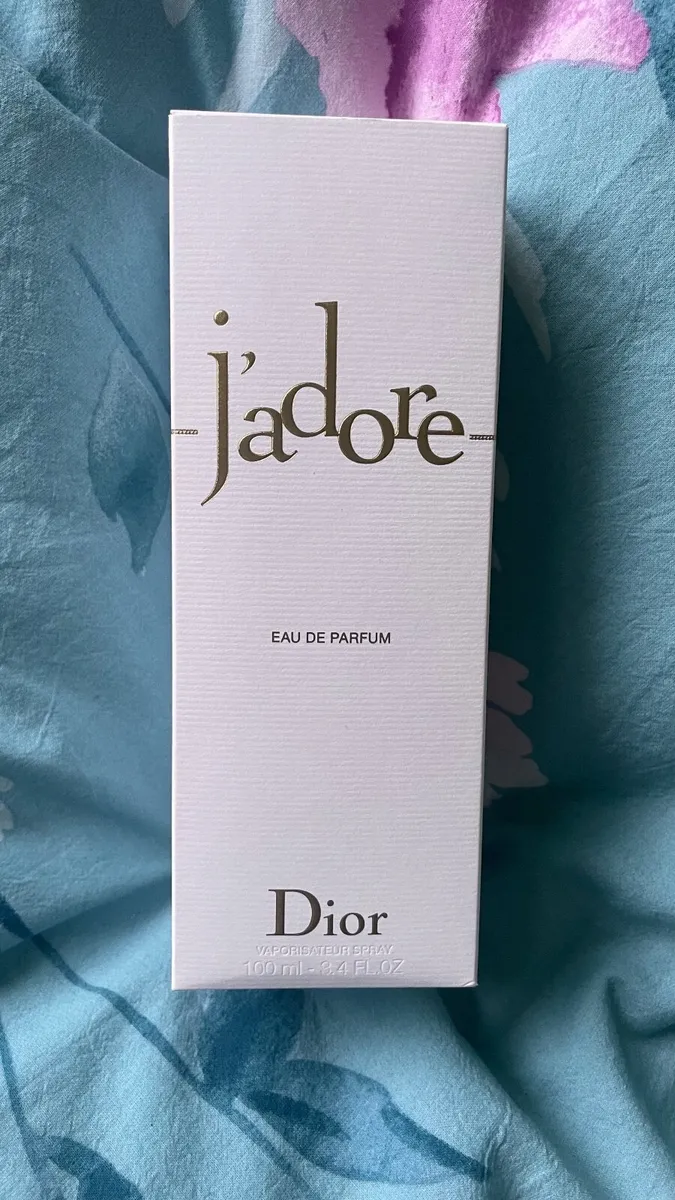 j'adore
EAU DE PARFUM
Dior
VAPORISATEUR SPRAY
100 ml - 3.4 FL.OZ